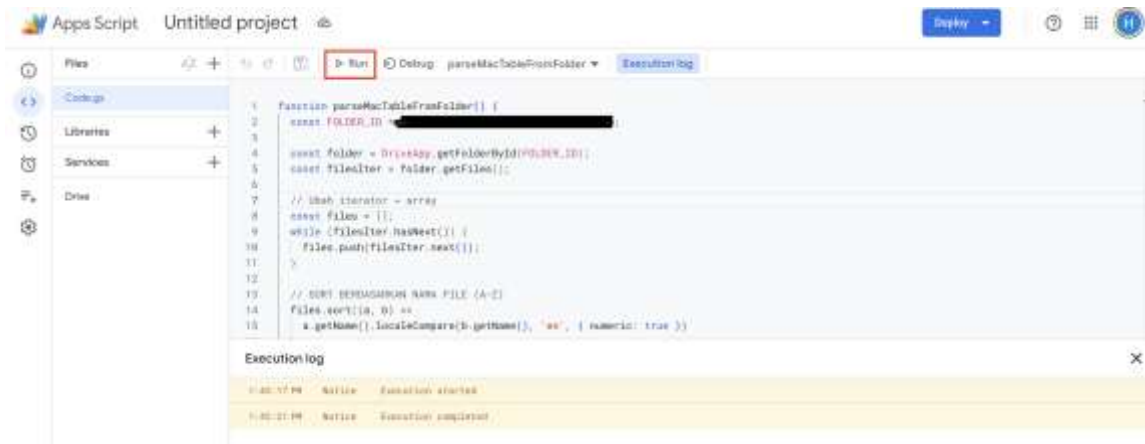 Apps Script
Untitled project
Deploy
Files
Run
Debug
parseMacTableFromFolder
Execution log
Code.gs
Libraries
Services
Drive
1 function parseMacTableFromFolder() {
2 const FOLDER_ID =
3
4 const folder = DriveApp.getFolderById(FOLDER_ID);
5 const filesIter = folder.getFiles();
6
7 // Ubah iterator
8 const files = [];
9 while (filesIter.hasNext()) {
10 files.push(filesIter.next());
11 }
12
13 // SORT BERDASARKAN NAMA FILE (A-Z)
14 files.sort((a, b) =>
15 a.getName().localeCompare(b.getName(), { numeric: true })
Execution log
Notice Execution started
Notice Execution completed